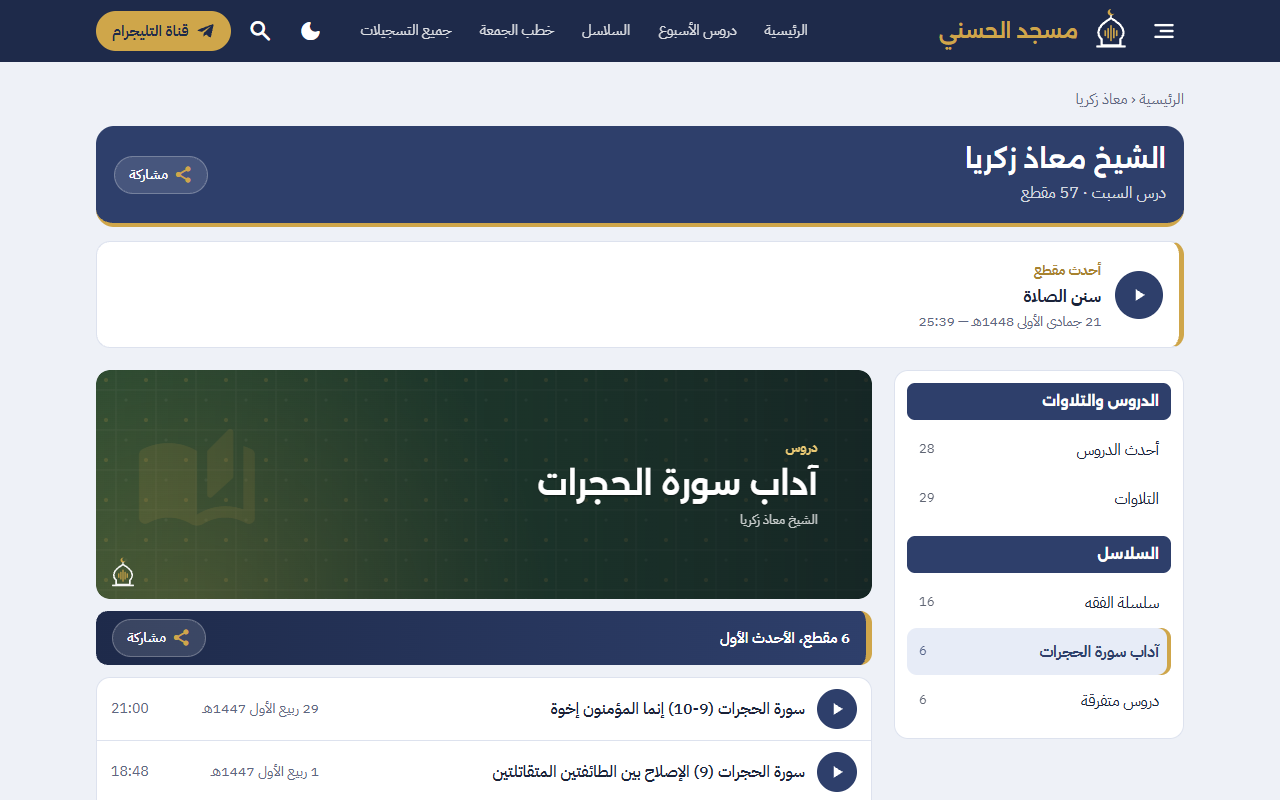 مسجد الحسني
الرئيسية
دروس الأسبوع
السلاسل
خطب الجمعة
جميع التسجيلات
قناة التليجرام
الرئيسية › معاذ زكريا
الشيخ معاذ زكريا
درس السبت · 57 مقطع
مشاركة
أحدث مقطع
سنن الصلاة
21 جمادى الأولى 1448هـ — 25:39
الدروس والتلاوات
أحدث الدروس 28
التلاوات 29
السلاسل
سلسلة الفقه 16
آداب سورة الحجرات 6
دروس متفرقة 6
دروس
آداب سورة الحجرات
الشيخ معاذ زكريا
6 مقطع، الأحدث الأول
مشاركة
سورة الحجرات (9-10) إنما المؤمنون إخوة 29 ربيع الأول 1447هـ 21:00
سورة الحجرات (9) الإصلاح بين الطائفتين المتقاتلتين 1 ربيع الأول 1447هـ 18:48